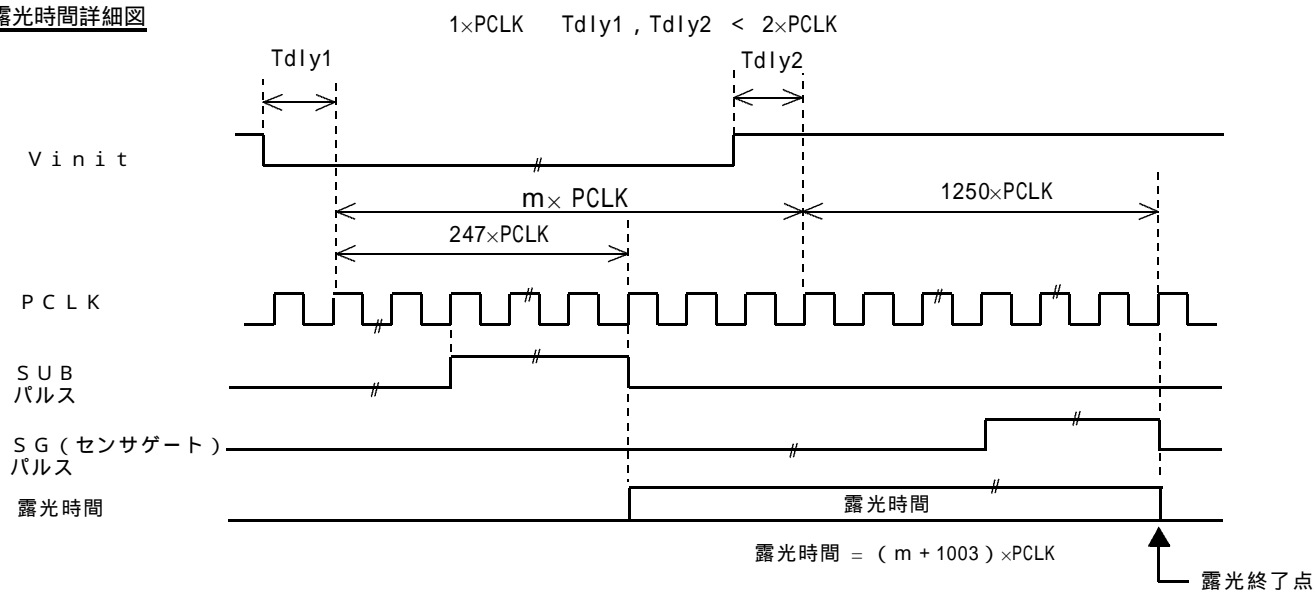 露光時間詳細図
1×PCLK Tdly1 , Tdly2 < 2×PCLK
Tdly1
Tdly2
Ｖｉｎｉｔ
m× PCLK
1250×PCLK
247×PCLK
ＰＣＬＫ
ＳＵＢ
パルス
ＳＧ（センサゲート）
パルス
露光時間
露光時間
露光時間 = ( m + 1003 ) ×PCLK
露光終了点